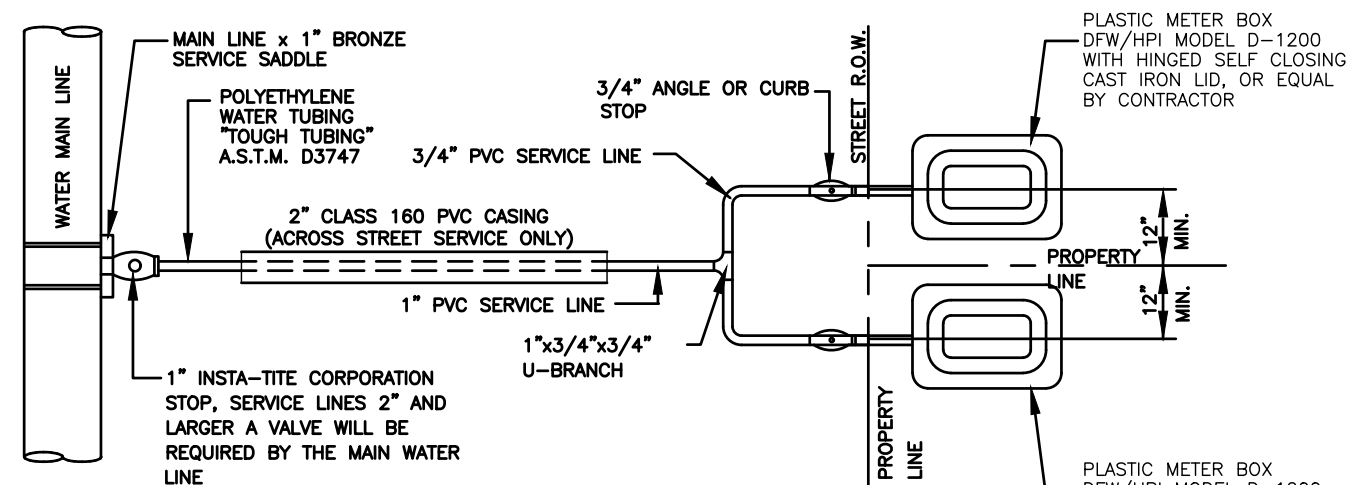 PLASTIC METER BOX
DFW/HPI MODEL D-1200
WITH HINGED SELF CLOSING
CAST IRON LID, OR EQUAL
BY CONTRACTOR
MAIN LINE x 1" BRONZE
SERVICE SADDLE
STREET R.O.W.
3/4" ANGLE OR CURB
STOP
POLYETHYLENE
WATER TUBING
"TOUGH TUBING"
A.S.T.M. D3747
3/4" PVC SERVICE LINE
WATER MAIN LINE
2" CLASS 160 PVC CASING
(ACROSS STREET SERVICE ONLY)
12"
MIN.
PROPERTY
LINE
12"
MIN.
1" PVC SERVICE LINE
1"x3/4"x3/4"
U-BRANCH
1" INSTA-TITE CORPORATION
STOP, SERVICE LINES 2" AND
LARGER A VALVE WILL BE
REQUIRED BY THE MAIN WATER
LINE
PROPERTY
LINE
PLASTIC METER BOX
DFW/HPI MODEL D-1200